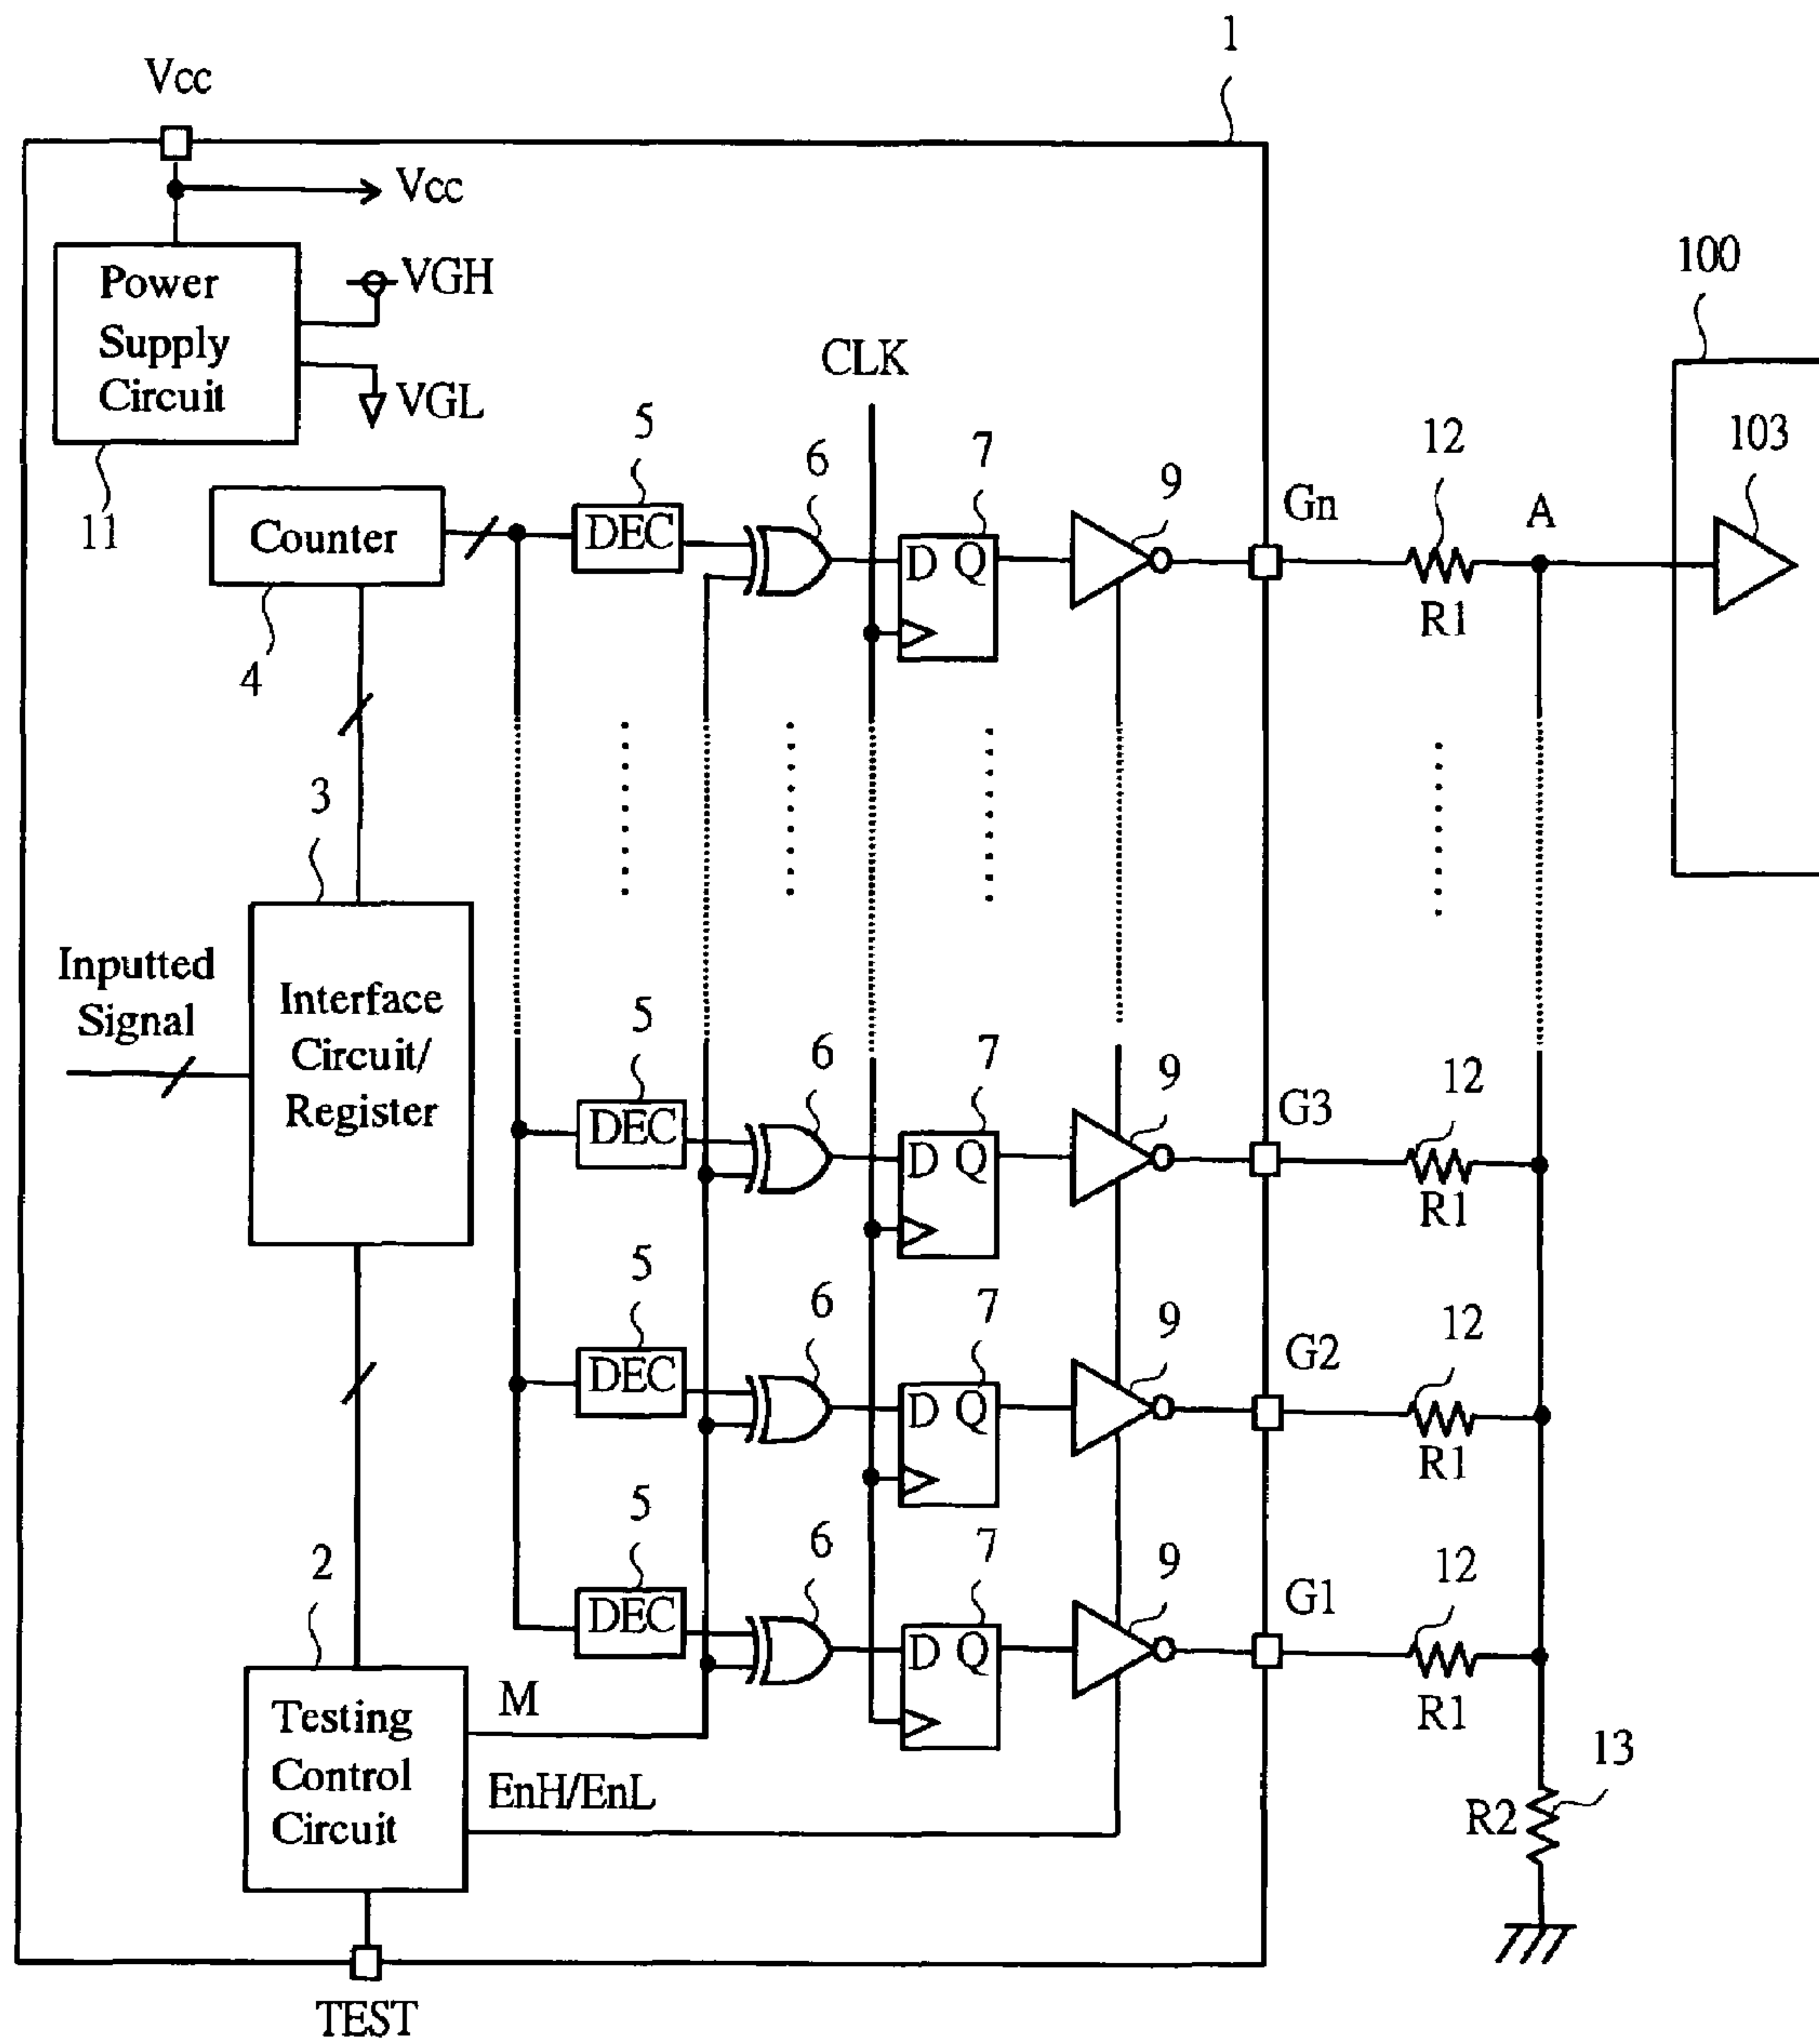 1
Vcc
Vcc
Power
Supply
Circuit
VGH
VGL
11
100
103
CLK
Counter
4
5
DEC
6
7
D Q
9
Gn
12
R1
A
3
Inputted
Signal
Interface
Circuit/
Register
5
DEC
6
7
D Q
9
G3
12
R1
5
DEC
6
7
D Q
9
G2
12
R1
5
DEC
6
7
D Q
9
G1
12
R1
2
Testing
Control
Circuit
M
EnH/EnL
13
R2
TEST